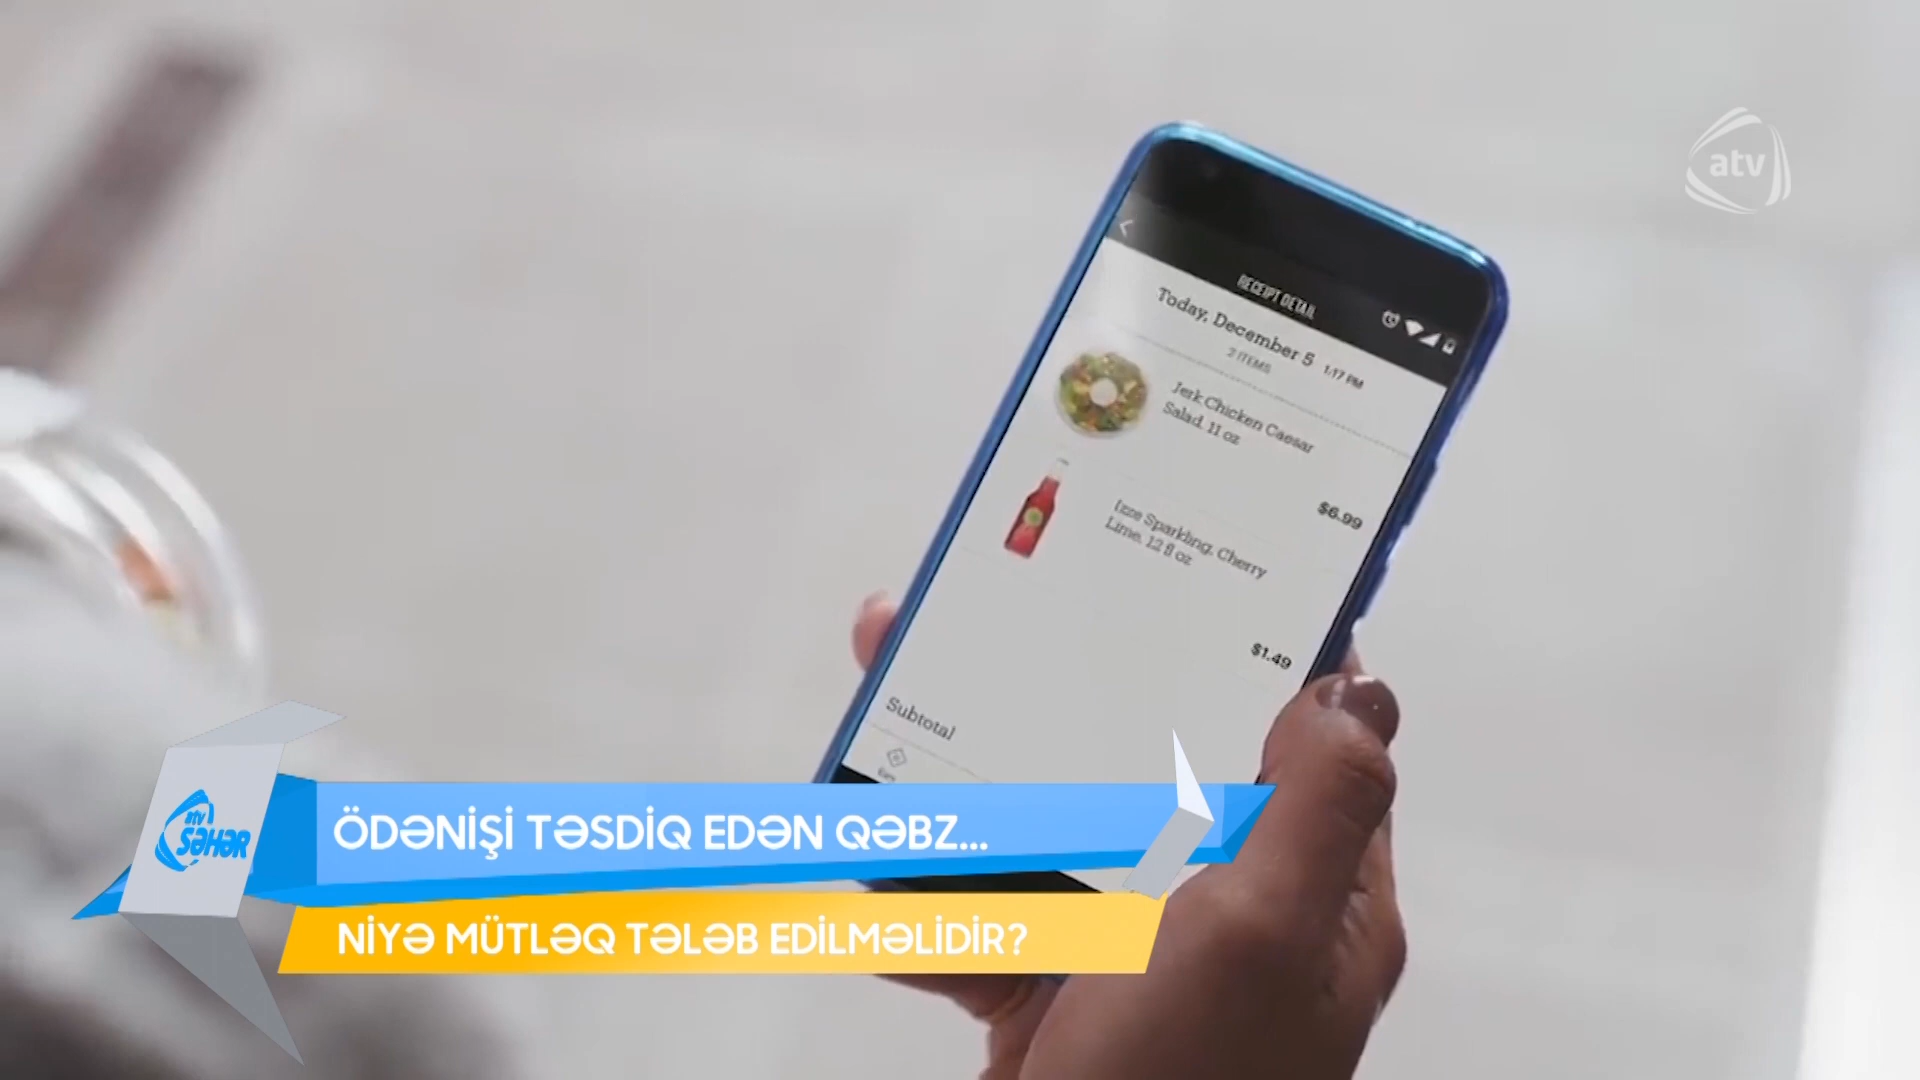 atv
RECEIPT DETAIL
Today, December 5 1:17 PM
2 ITEMS
Jerk Chicken Caesar
Salad, 11 oz
$6.99
Izze Sparkling, Cherry
Lime, 12 fl oz
$1.49
Subtotal
atv
SƏHƏR
ÖDƏNİŞİ TƏSDİQ EDƏN QƏBZ...
NİYƏ MÜTLƏQ TƏLƏB EDİLMƏLİDİR?